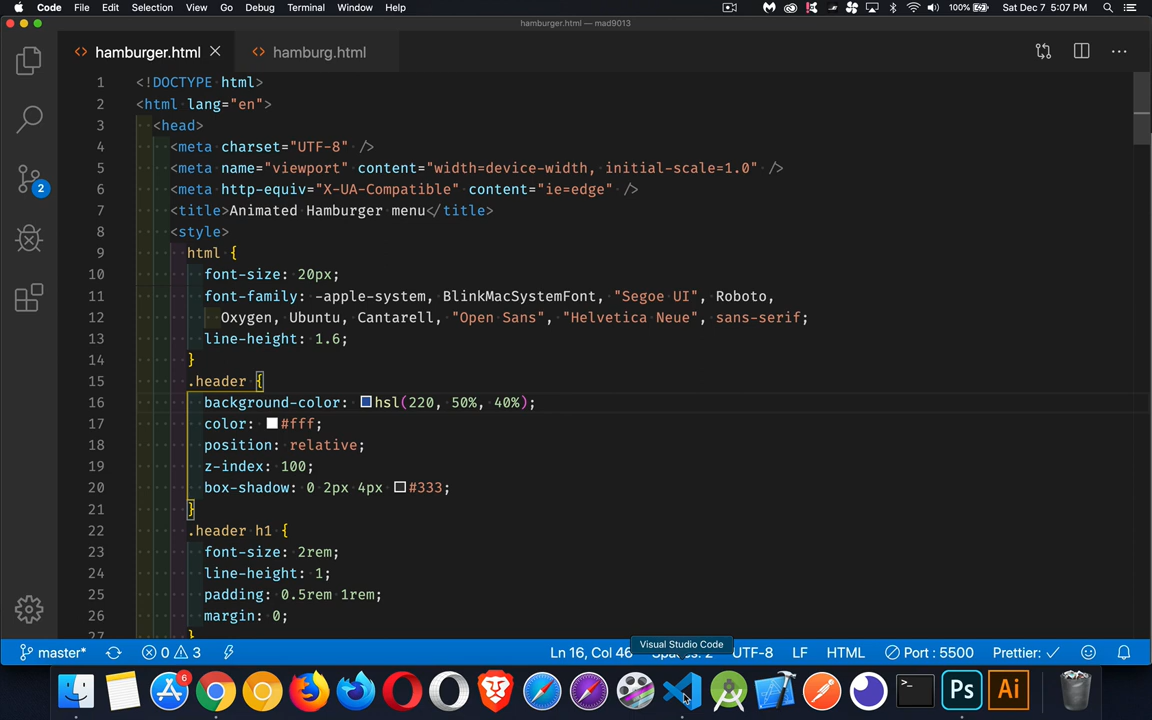 Code File Edit Selection View Go Debug Terminal Window Help 100% Sat Dec 7 5:07 PM
hamburger.html — mad9013
hamburger.html hamburg.html
1 <!DOCTYPE html>
2 <html lang="en">
3 <head>
4 <meta charset="UTF-8" />
5 <meta name="viewport" content="width=device-width, initial-scale=1.0" />
6 <meta http-equiv="X-UA-Compatible" content="ie=edge" />
7 <title>Animated Hamburger menu</title>
8 <style>
9 html {
10 font-size: 20px;
11 font-family: -apple-system, BlinkMacSystemFont, "Segoe UI", Roboto,
12 Oxygen, Ubuntu, Cantarell, "Open Sans", "Helvetica Neue", sans-serif;
13 line-height: 1.6;
14 }
15 .header {
16 background-color: hsl(220, 50%, 40%);
17 color: #fff;
18 position: relative;
19 z-index: 100;
20 box-shadow: 0 2px 4px #333;
21 }
22 .header h1 {
23 font-size: 2rem;
24 line-height: 1;
25 padding: 0.5rem 1rem;
26 margin: 0;
27 }
2
Visual Studio Code
master* 0 3 Ln 16, Col 46 Spaces: 2 UTF-8 LF HTML Port : 5500 Prettier: ✓
6
>_
Ps
Ai